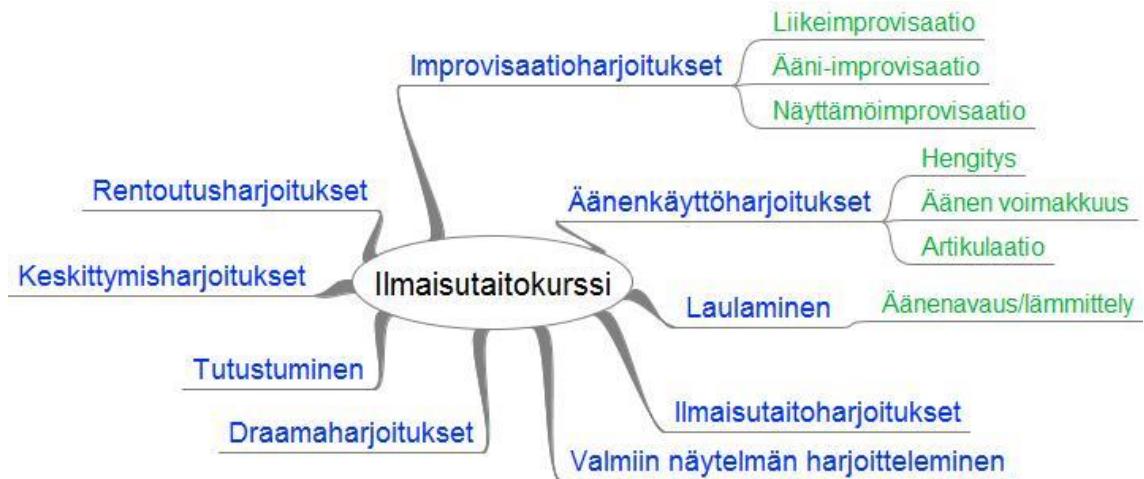 Liikeimprovisaatio
Improvisaatioharjoitukset
Ääni-improvisaatio
Näyttämöimprovisaatio
Hengitys
Rentoutusharjoitukset
Äänenkäyttöharjoitukset
Äänen voimakkuus
Artikulaatio
Keskittymisharjoitukset
Ilmaisutaitokurssi
Laulaminen
Äänenavaus/lämmittely
Tutustuminen
Ilmaisutaitoharjoitukset
Draamaharjoitukset
Valmiin näytelmän harjoitteleminen